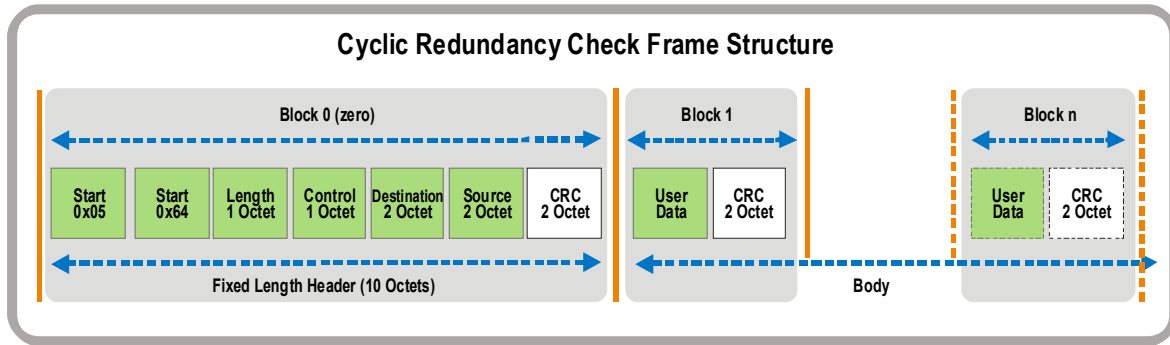 Cyclic Redundancy Check Frame Structure
Block 0 (zero)
Block 1
Block n
Start
0x05
Start
0x64
Length
1 Octet
Control
1 Octet
Destination
2 Octet
Source
2 Octet
CRC
2 Octet
User
Data
CRC
2 Octet
User
Data
CRC
2 Octet
Fixed Length Header (10 Octets)
Body